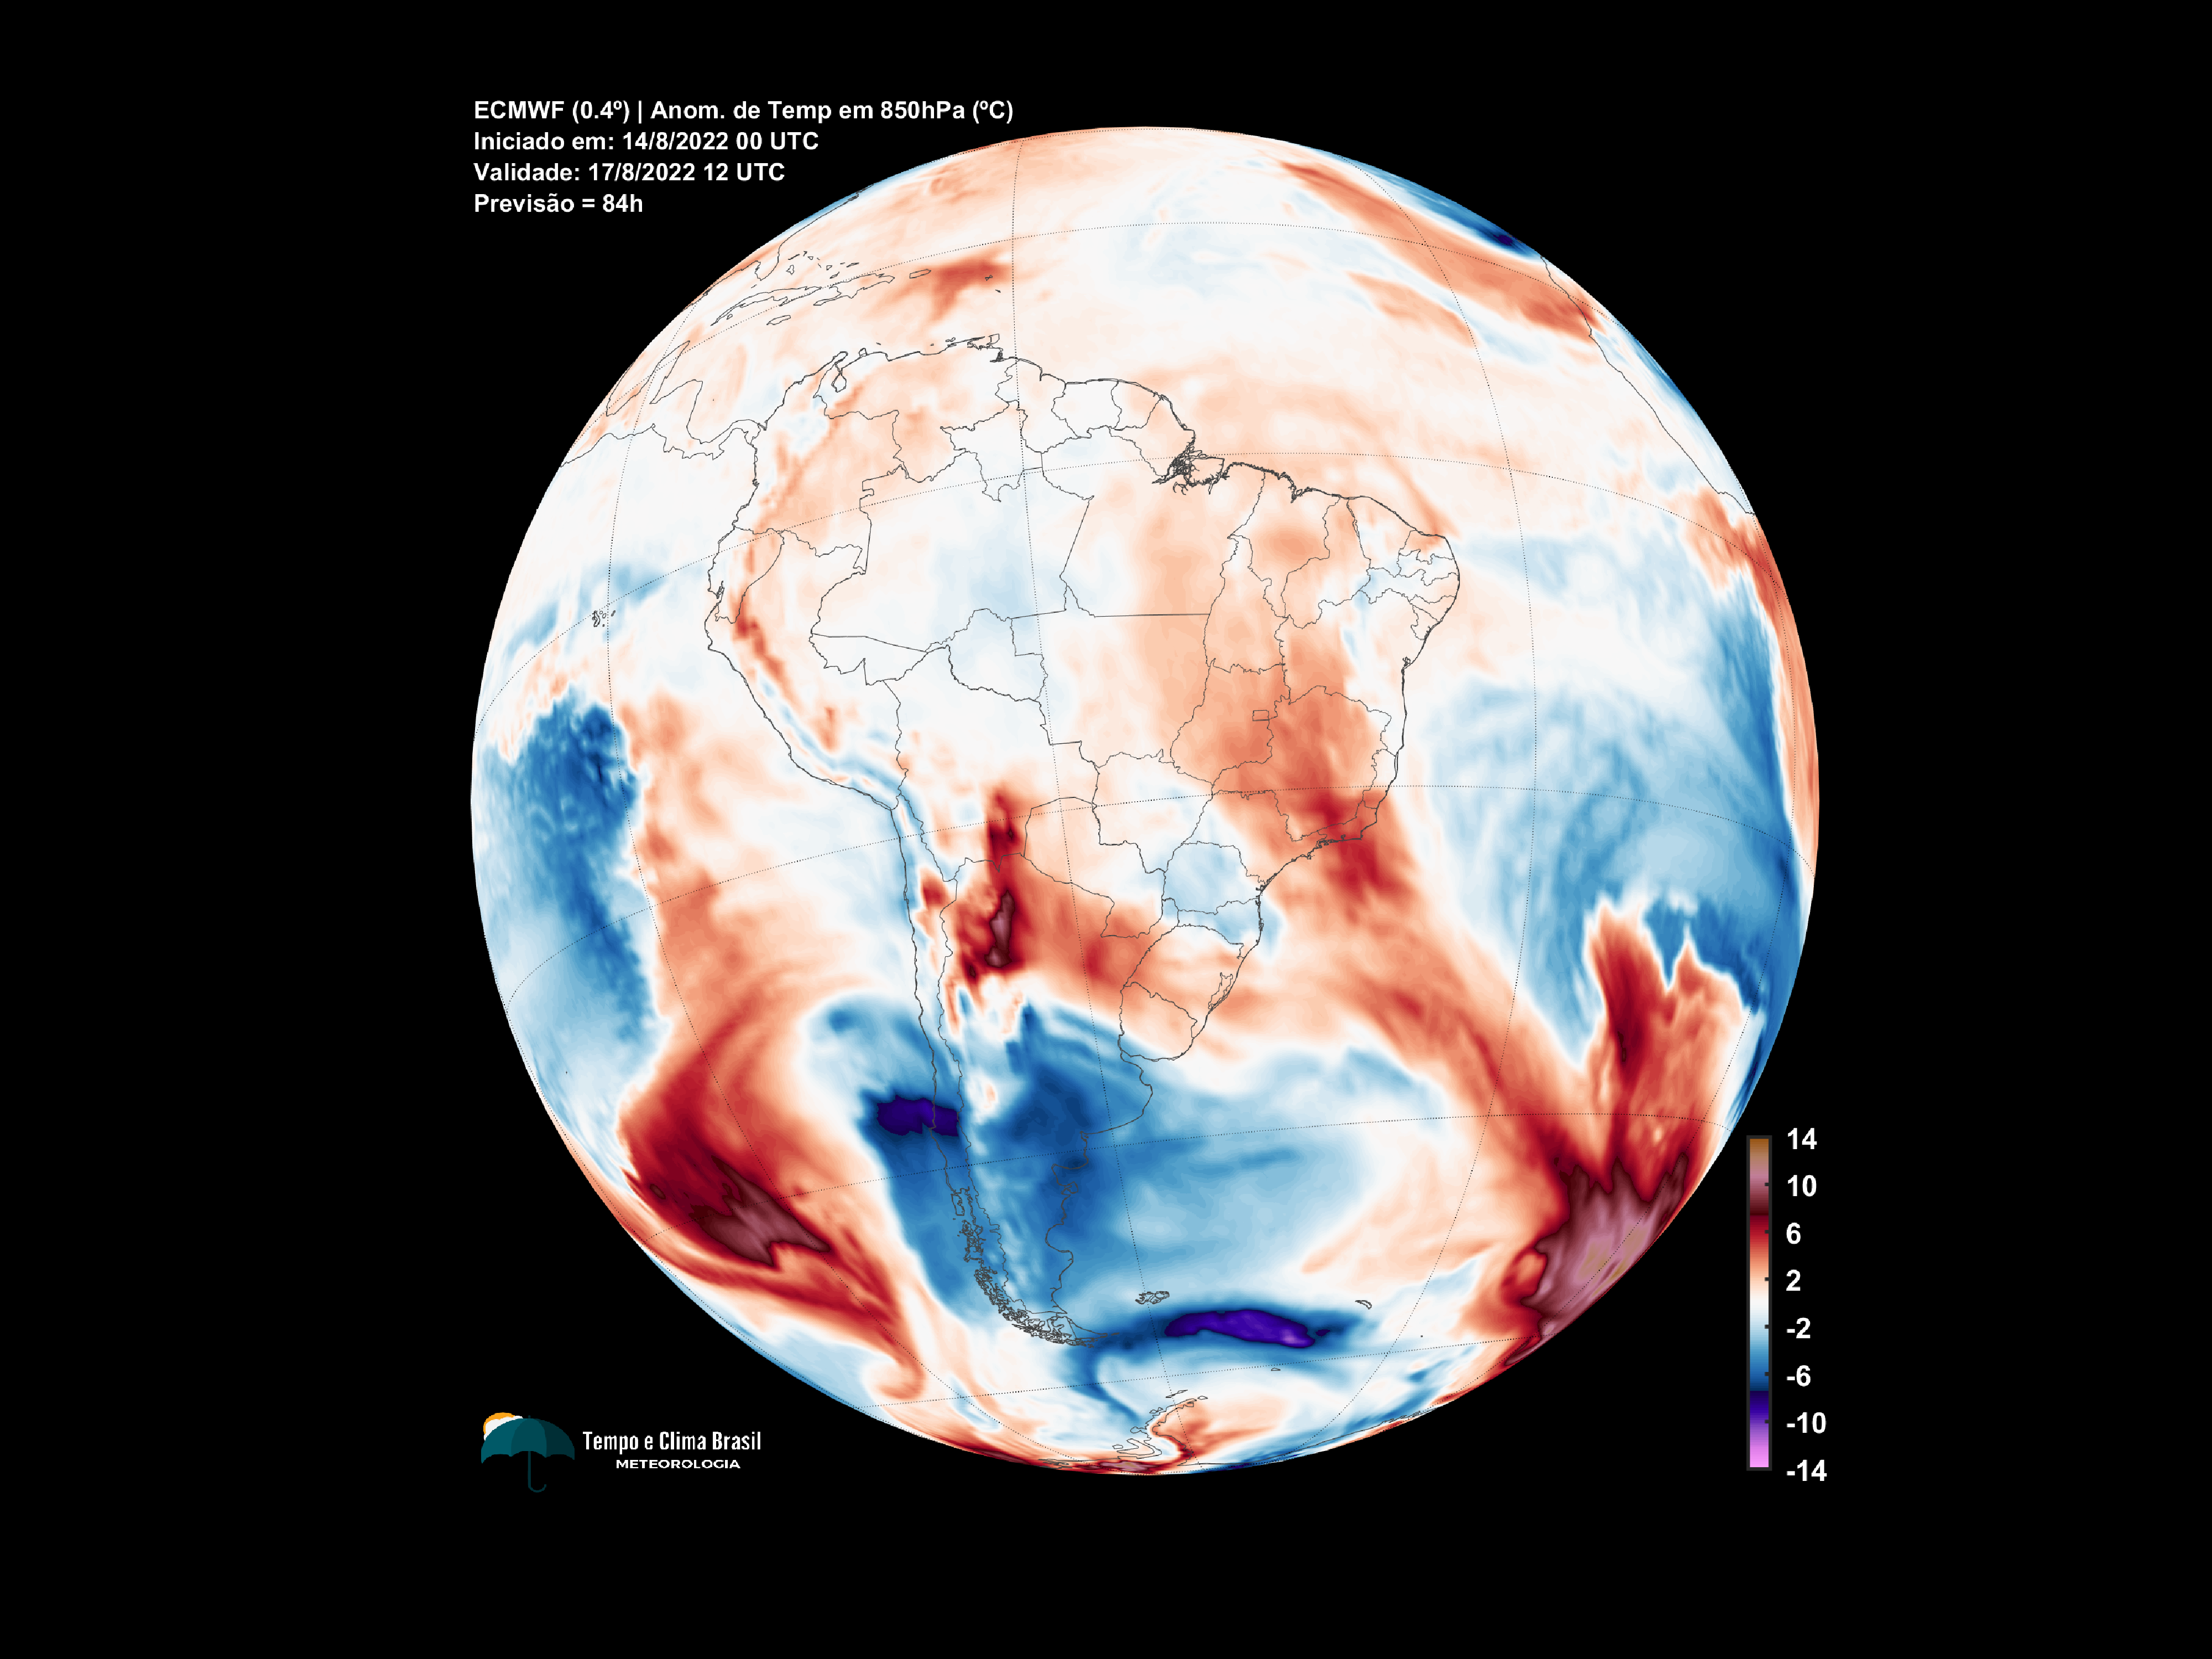 ECMWF (0.4º) | Anom. de Temp em 850hPa (ºC)
Iniciado em: 14/8/2022 00 UTC
Validade: 17/8/2022 12 UTC
Previsão = 84h
14
10
6
2
-2
-6
-10
-14
Tempo e Clima Brasil
METEOROLOGIA